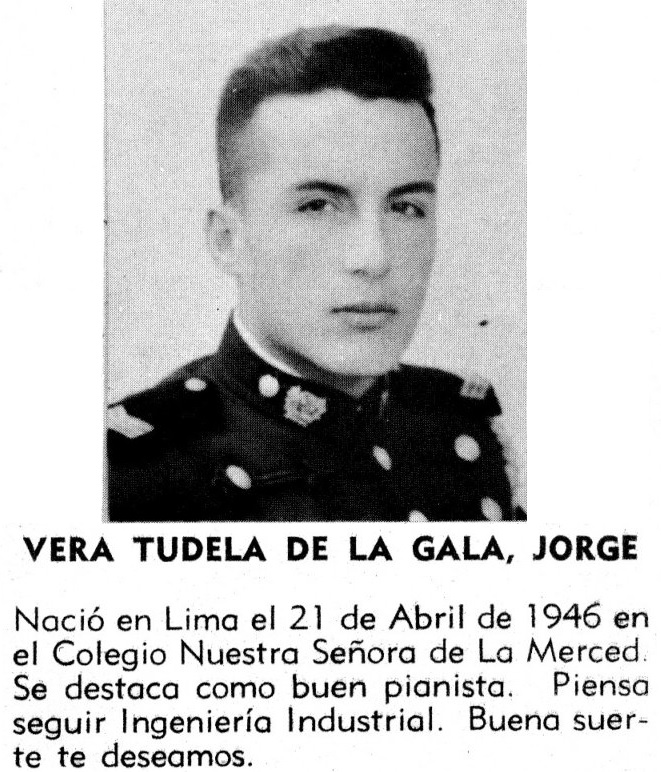 VERA TUDELA DE LA GALA, JORGE
Nació en Lima el 21 de Abril de 1946 en
el Colegio Nuestra Señora de La Merced.
Se destaca como buen pianista. Piensa
seguir Ingeniería Industrial. Buena suer-
te te deseamos.